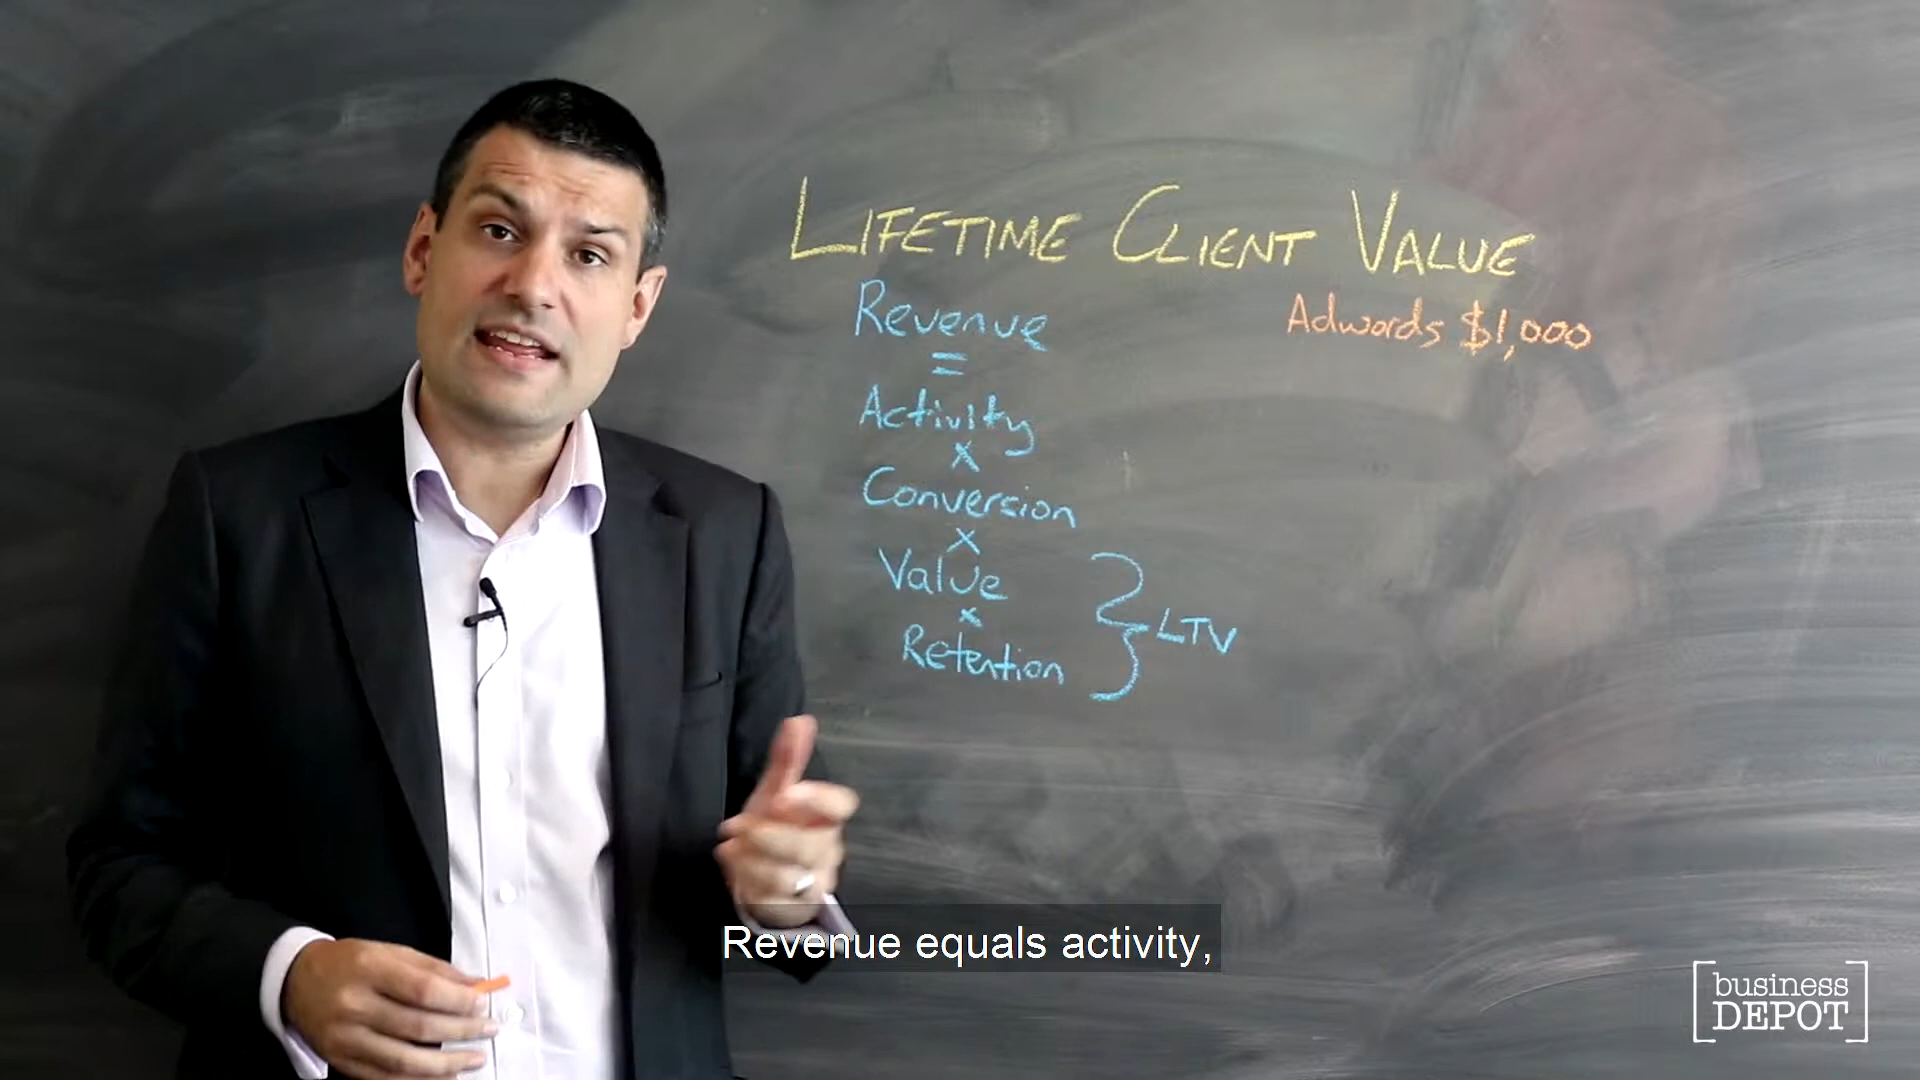 LIFETIME CLIENT VALUE
Revenue
Adwords $1,000
=
Activity
x
Conversion
x
Value
x
Retention
LTV
Revenue equals activity,
business
DEPOT